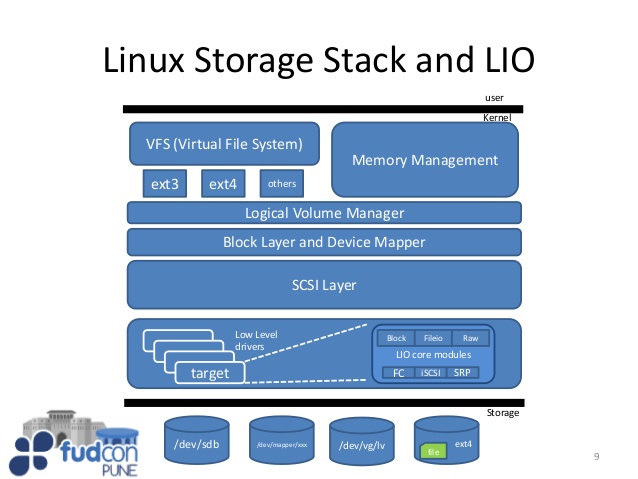 Linux Storage Stack and LIO
user
Kernel
VFS (Virtual File System)
Memory Management
ext3
ext4
others
Logical Volume Manager
Block Layer and Device Mapper
SCSI Layer
Low Level
drivers
target
Block
Fileio
Raw
LIO core modules
FC
iSCSI
SRP
Storage
/dev/sdb
/dev/mapper/xxx
/dev/vg/lv
ext4
file
fudcon
PUNE
9